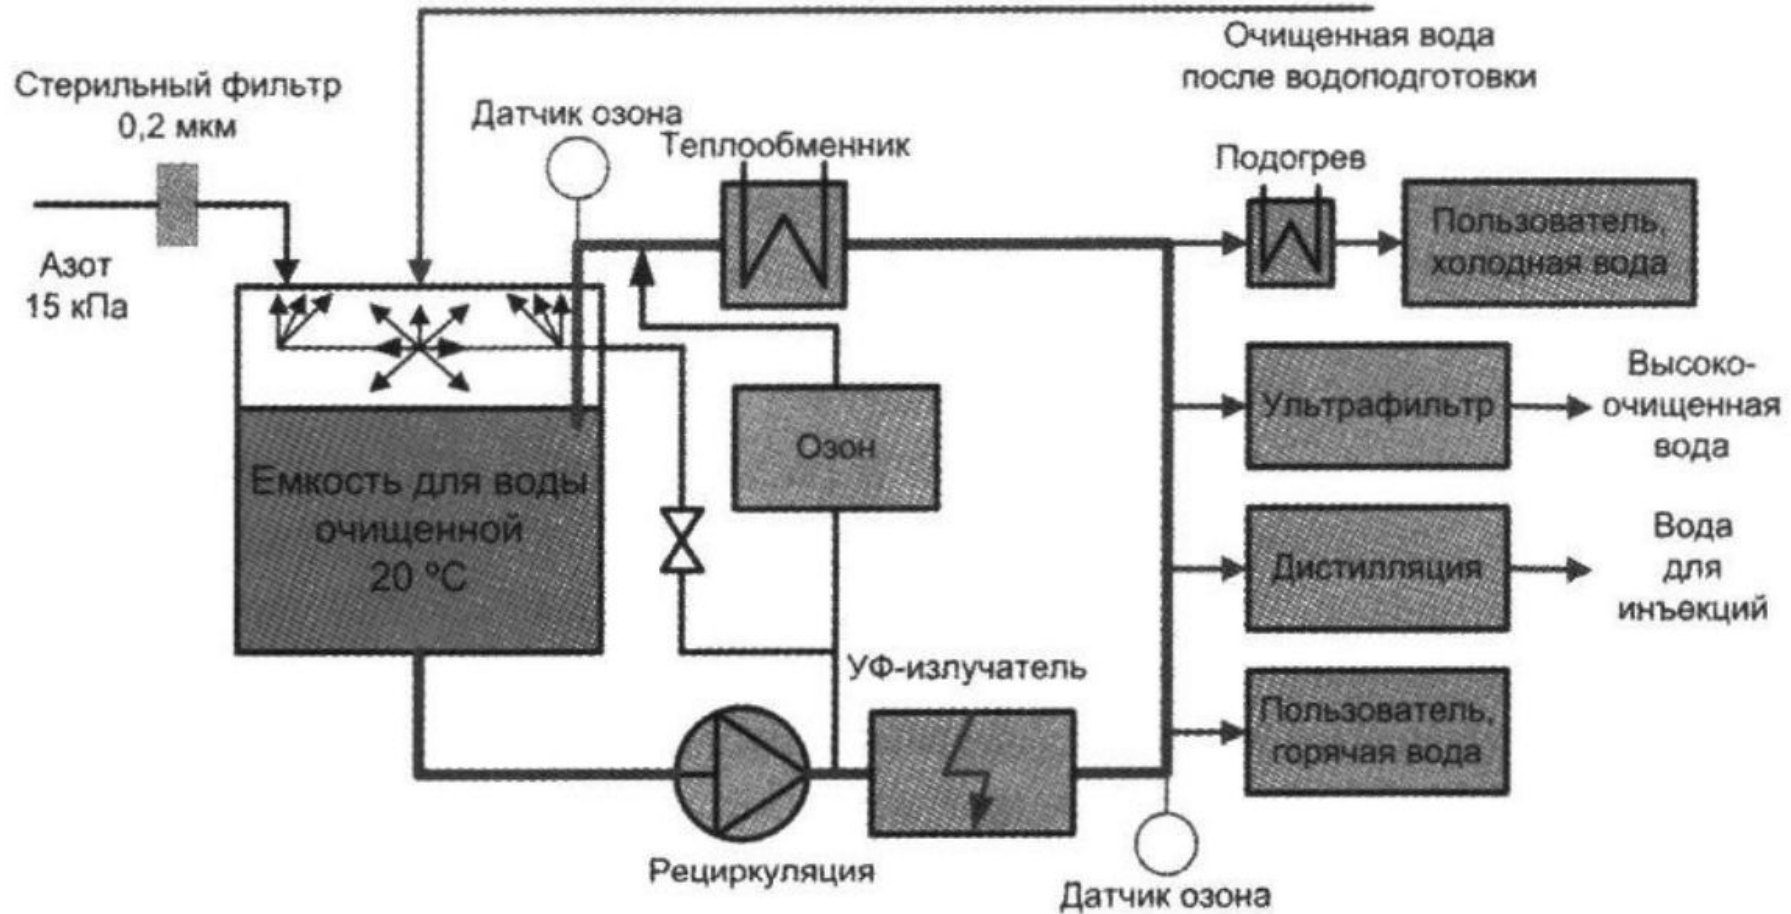 Очищенная вода
после водоподготовки
Стерильный фильтр
0,2 мкм
Датчик озона
Теплообменник
Подогрев
Пользователь,
холодная вода
Азот
15 кПа
Ультрафильтр
Высоко-
очищенная
вода
Озон
Емкость для воды
очищенной
20 ºC
Дистилляция
Вода
для
инъекций
УФ-излучатель
Пользователь,
горячая вода
Рециркуляция
Датчик озона